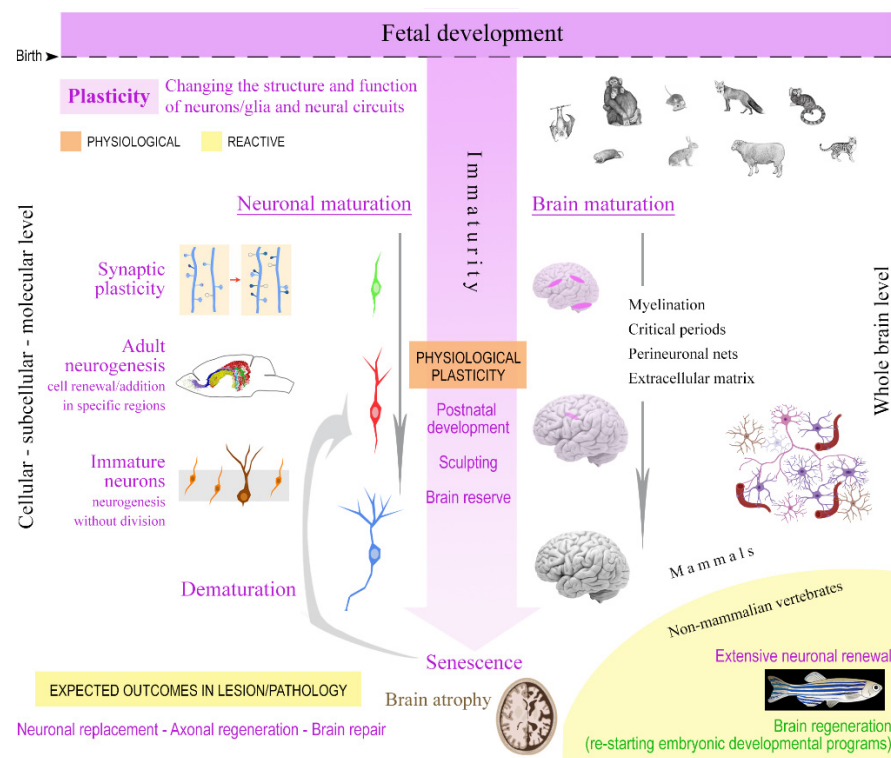 Fetal development
Birth
Plasticity
Changing the structure and function
of neurons/glia and neural circuits
PHYSIOLOGICAL
REACTIVE
Immaturity
Neuronal maturation
Brain maturation
Cellular - subcellular - molecular level
Whole brain level
Synaptic
plasticity
Adult
neurogenesis
cell renewal/addition
in specific regions
Immature
neurons
neurogenesis
without division
Dematuration
PHYSIOLOGICAL
PLASTICITY
Postnatal
development
Sculpting
Brain reserve
Myelination
Critical periods
Perineuronal nets
Extracellular matrix
Mammals
Non-mammalian vertebrates
Senescence
Brain atrophy
EXPECTED OUTCOMES IN LESION/PATHOLOGY
Neuronal replacement - Axonal regeneration - Brain repair
Extensive neuronal renewal
Brain regeneration
(re-starting embryonic developmental programs)